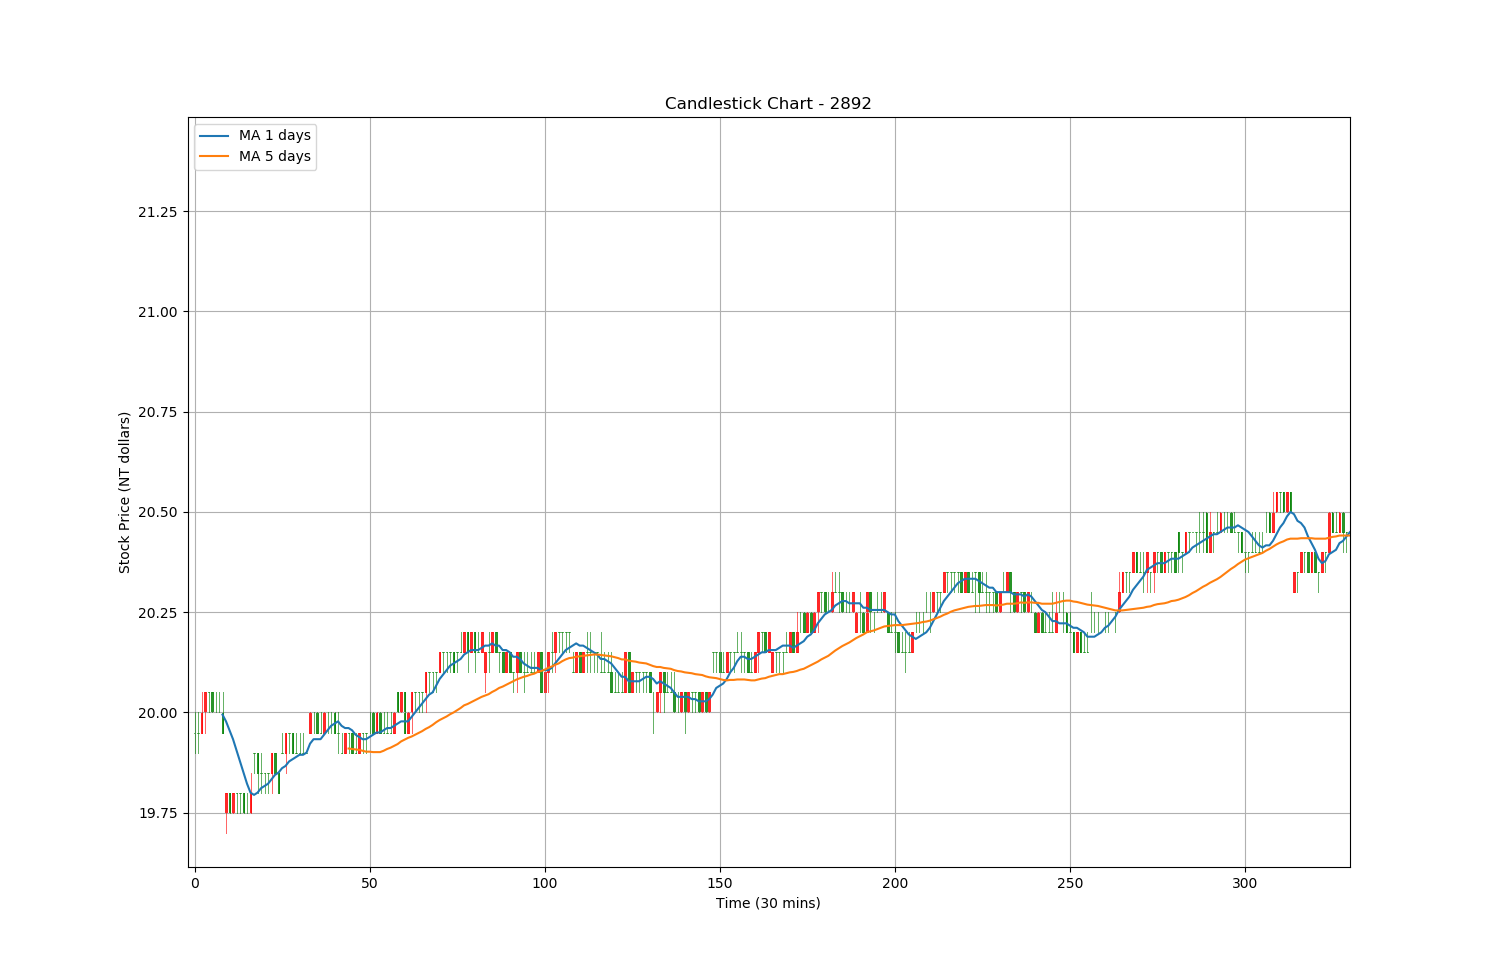 Candlestick Chart - 2892
MA 1 days
MA 5 days
21.25
21.00
20.75
20.50
20.25
20.00
19.75
Stock Price (NT dollars)
0 50 100 150 200 250 300
Time (30 mins)